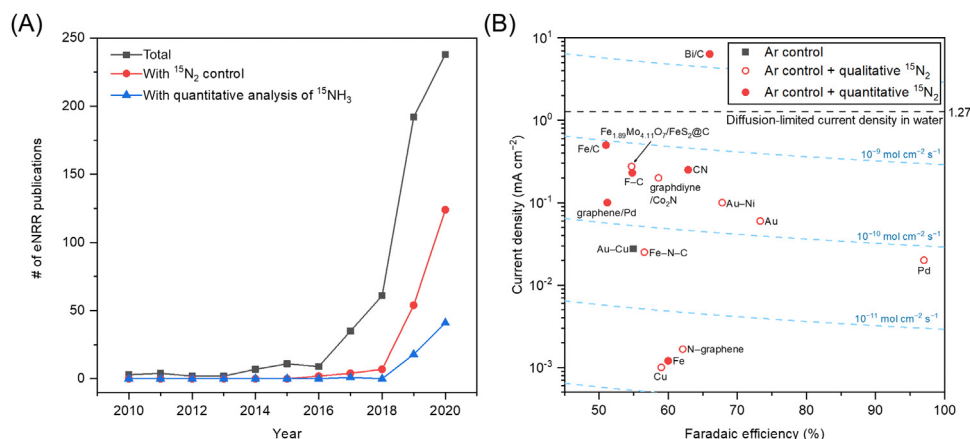 (A)
250
200
150
100
50
0
# of eNRR publications
Total
With ¹⁵N₂ control
With quantitative analysis of ¹⁵NH₃
2010 2012 2014 2016 2018 2020
Year
(B)
10¹
10⁰
10⁻¹
10⁻²
10⁻³
Current density (mA cm⁻²)
Ar control
Ar control + qualitative ¹⁵N₂
Ar control + quantitative ¹⁵N₂
Bi/C
1.27
Diffusion-limited current density in water
Fe₁.₈₉Mo₄.₁₁O₇/FeS₂@C
Fe/C
10⁻⁹ mol cm⁻² s⁻¹
CN
F–C
graphdiyne
/Co₂N
graphene/Pd
Au–Ni
Au
10⁻¹⁰ mol cm⁻² s⁻¹
Au–Cu
Fe–N–C
Pd
10⁻¹¹ mol cm⁻² s⁻¹
N–graphene
Fe
Cu
50 60 70 80 90 100
Faradaic efficiency (%)